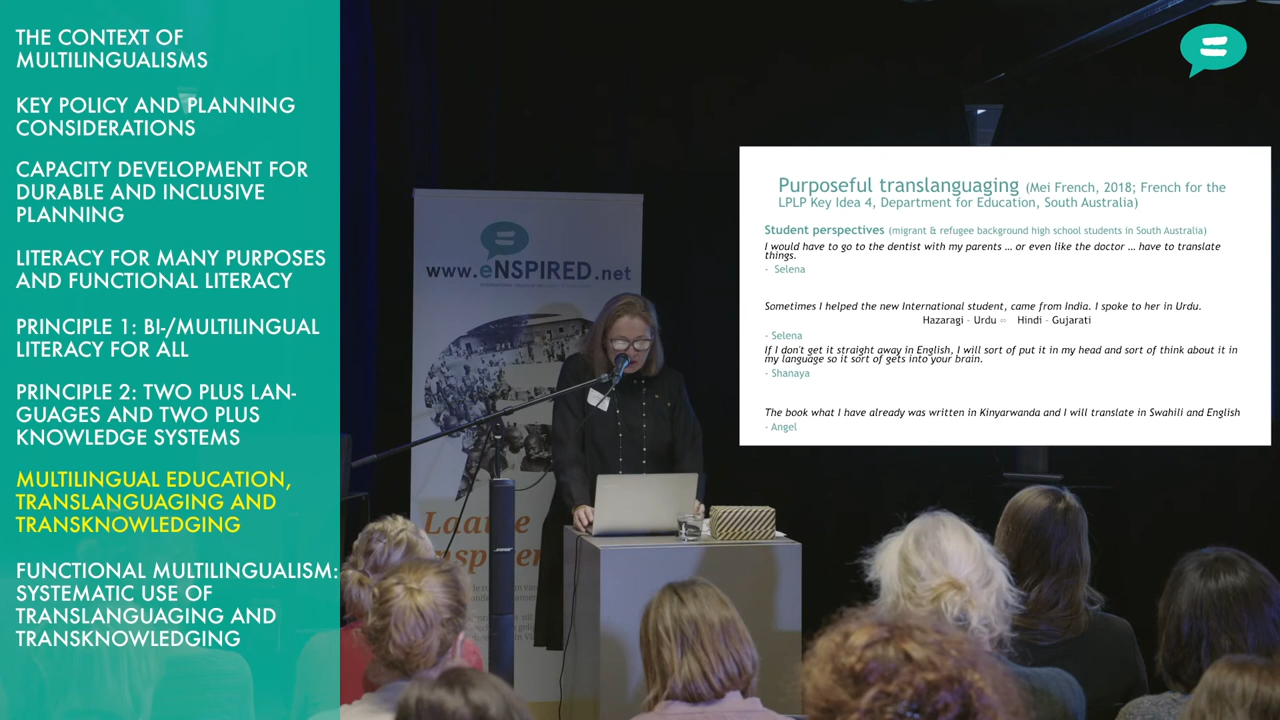 THE CONTEXT OF
MULTILINGUALISMS
KEY POLICY AND PLANNING
CONSIDERATIONS
CAPACITY DEVELOPMENT FOR
DURABLE AND INCLUSIVE
PLANNING
LITERACY FOR MANY PURPOSES
AND FUNCTIONAL LITERACY
PRINCIPLE 1: BI-/MULTILINGUAL
LITERACY FOR ALL
PRINCIPLE 2: TWO PLUS LAN-
GUAGES AND TWO PLUS
KNOWLEDGE SYSTEMS
MULTILINGUAL EDUCATION,
TRANSLANGUAGING AND
TRANSKNOWLEDGING
FUNCTIONAL MULTILINGUALISM:
SYSTEMATIC USE OF
TRANSLANGUAGING AND
TRANSKNOWLEDGING
www.eNSPIRED.net
Purposeful translanguaging (Mei French, 2018; French for the
LPLP Key Idea 4, Department for Education, South Australia)
Student perspectives (migrant & refugee background high school students in South Australia)
I would have to go to the dentist with my parents … or even like the doctor … have to translate
things.
- Selena
Sometimes I helped the new International student, came from India. I spoke to her in Urdu.
Hazaragi - Urdu ⇔ Hindi - Gujarati
- Selena
If I don't get it straight away in English, I will sort of put it in my head and sort of think about it in
my language so it sort of gets into your brain.
- Shanaya
The book what I have already was written in Kinyarwanda and I will translate in Swahili and English
- Angel